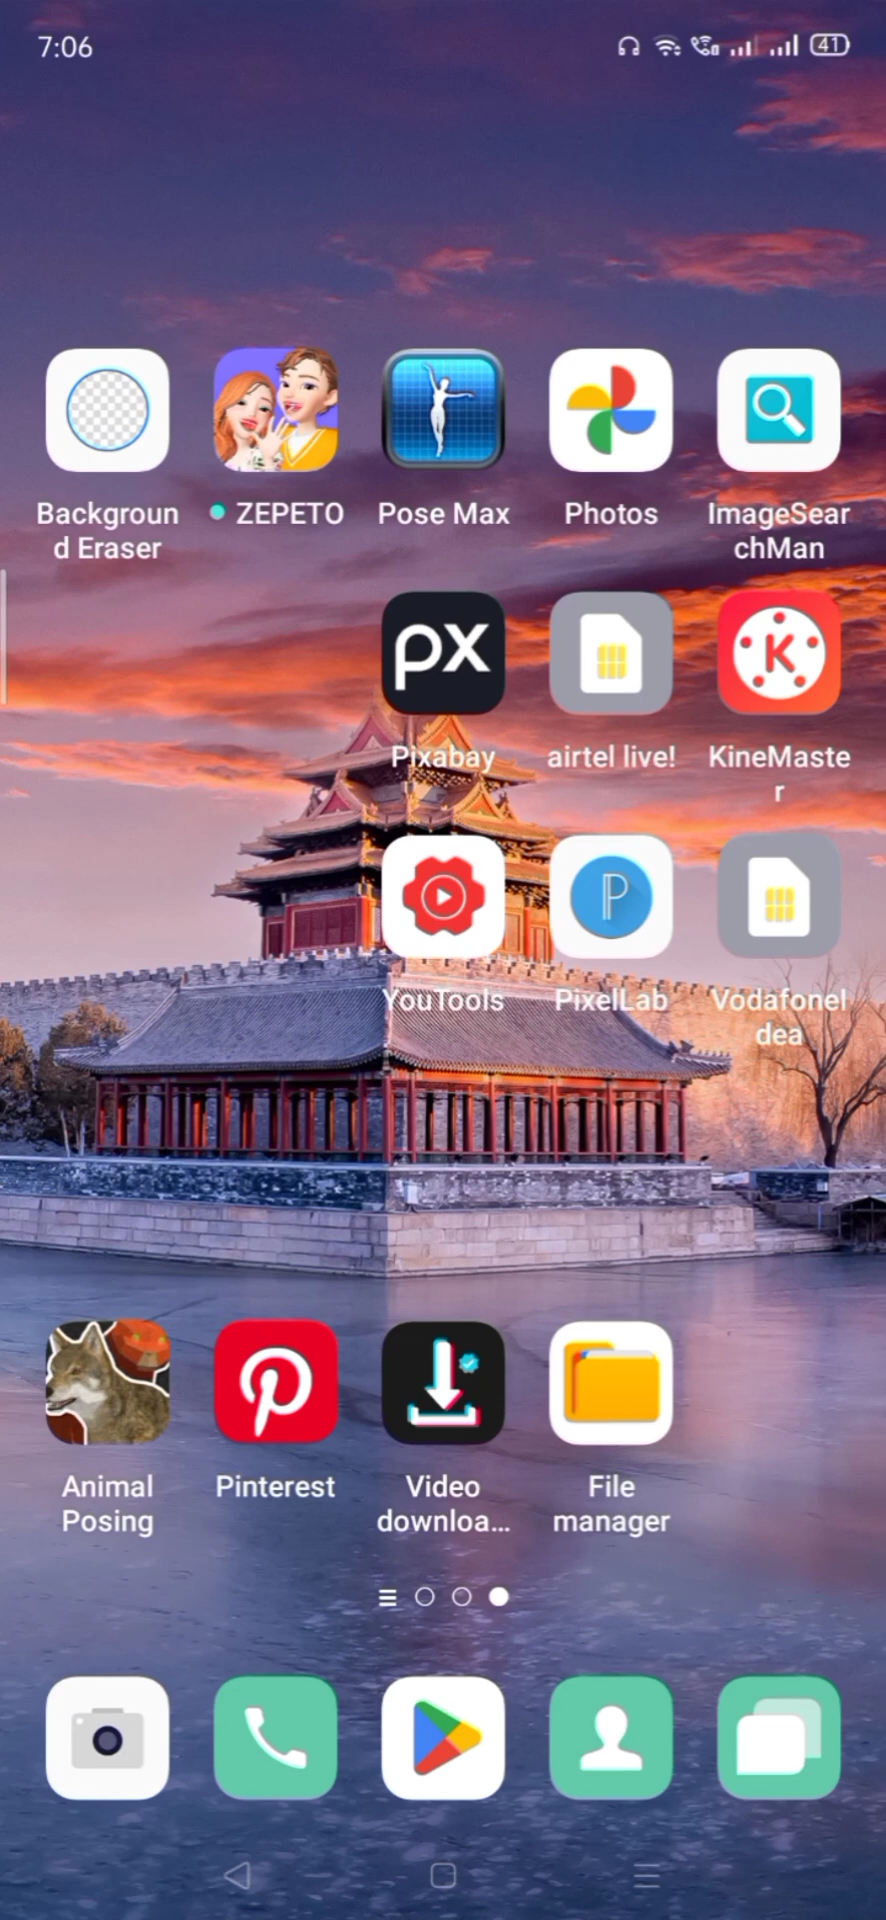 7:06
41
Backgroun
d Eraser
ZEPETO
Pose Max
Photos
ImageSear
chMan
px
Pixabay
airtel live!
K
KineMaste
r
YouTools
P
PixelLab
VodafoneI
dea
Animal
Posing
Pinterest
Video
downloa...
File
manager